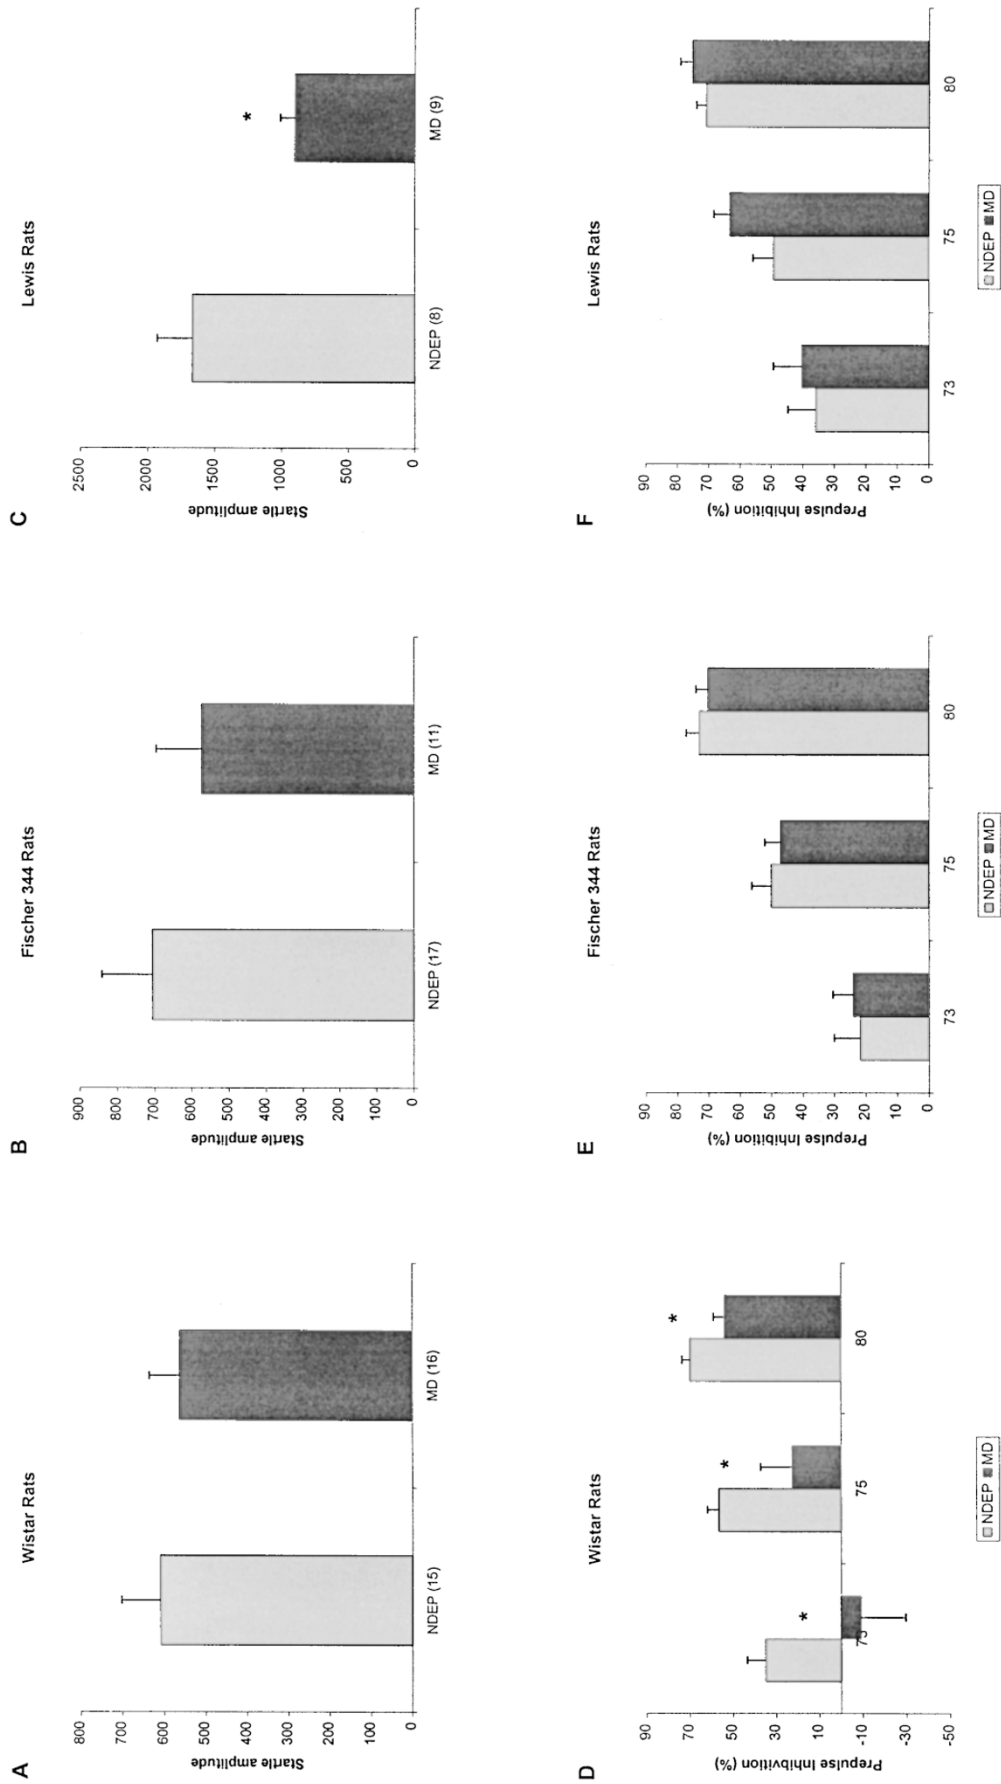 A
Wistar Rats
Startle amplitude
800
700
600
500
400
300
200
100
0
NDEP (15)
MD (16)
B
Fischer 344 Rats
Startle amplitude
900
800
700
600
500
400
300
200
100
0
NDEP (17)
MD (11)
C
Lewis Rats
Startle amplitude
2500
2000
1500
1000
500
0
*
NDEP (8)
MD (9)
D
Wistar Rats
Prepulse Inhibvition (%)
90
70
50
30
10
-10
-30
-50
* * *
73 75 80
NDEP MD
E
Fischer 344 Rats
Prepulse Inhibition (%)
90
80
70
60
50
40
30
20
10
0
73 75 80
NDEP MD
F
Lewis Rats
Prepulse Inhibition (%)
90
80
70
60
50
40
30
20
10
0
73 75 80
NDEP MD